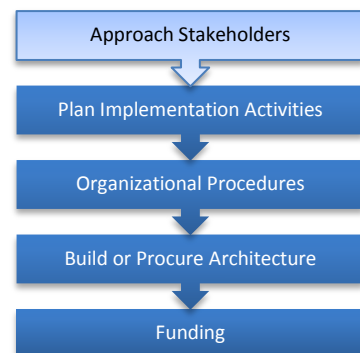 Approach Stakeholders
Plan Implementation Activities
Organizational Procedures
Build or Procure Architecture
Funding